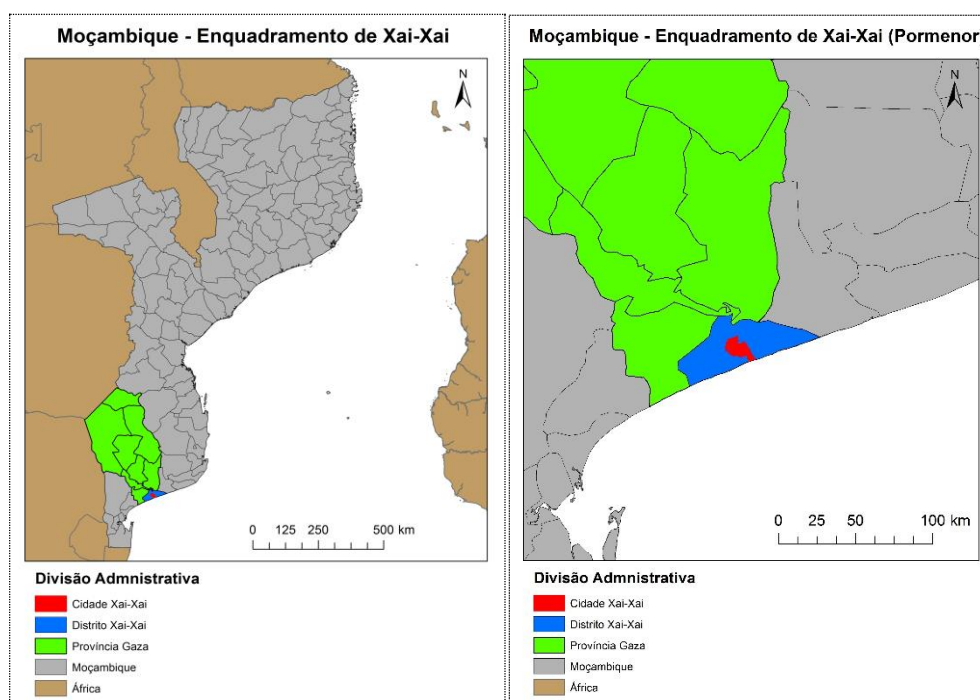 Moçambique - Enquadramento de Xai-Xai
N
0 125 250 500 km
Divisão Admnistrativa
Cidade Xai-Xai
Distrito Xai-Xai
Província Gaza
Moçambique
África
Moçambique - Enquadramento de Xai-Xai (Pormenor
N
0 25 50 100 km
Divisão Admnistrativa
Cidade Xai-Xai
Distrito Xai-Xai
Província Gaza
Moçambique
África